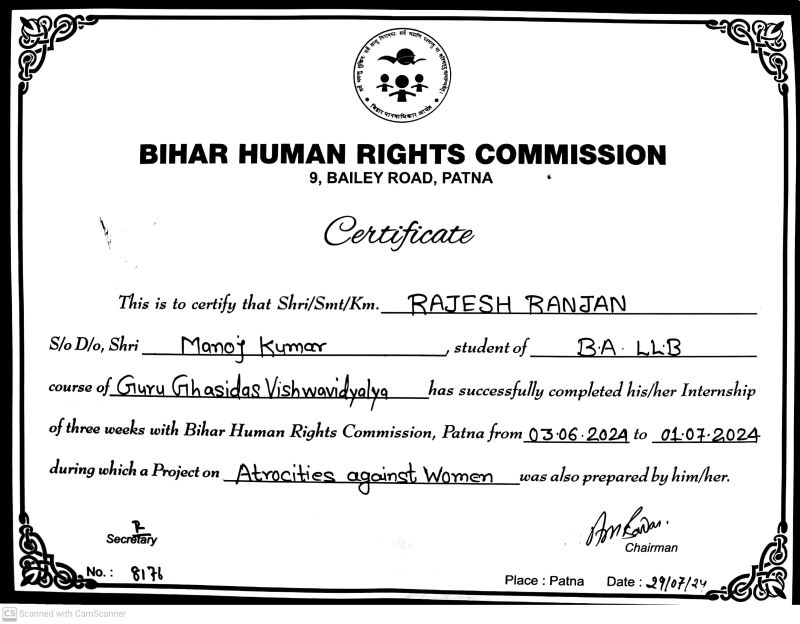 बिहार मानवाधिकार आयोग
BIHAR HUMAN RIGHTS COMMISSION
9, BAILEY ROAD, PATNA
Certificate
This is to certify that Shri/Smt/Km. RAJESH RANJAN
S/o D/o, Shri Manoj Kumar, student of B.A. LLB
course of Guru Ghasidas Vishwavidyalya has successfully completed his/her Internship
of three weeks with Bihar Human Rights Commission, Patna from 03.06.2024 to 01.07.2024
during which a Project on Atrocities against Women was also prepared by him/her.
Secretary
Chairman
No.: 8176
Place : Patna Date : 29/07/24
CS Scanned with CamScanner